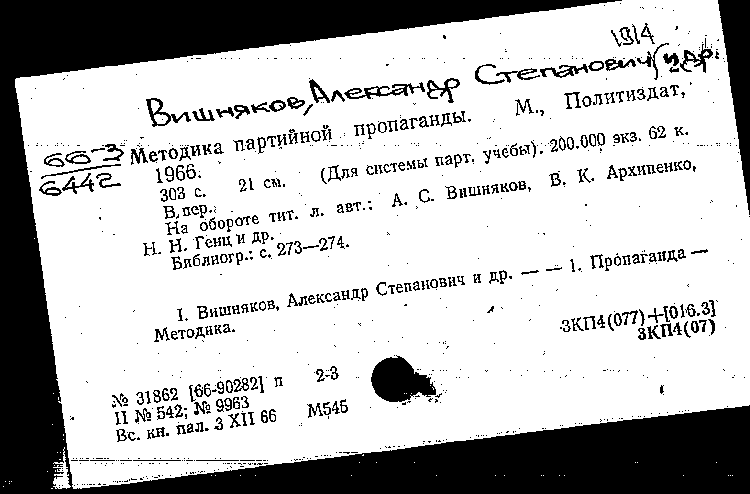 1914
Вишняков, Александр Степанович (и др.
66-3
6442
Методика партийной пропаганды. М., Политиздат,
1966.
303 с. 21 см. (Для системы парт. учебы). 200.000 экз. 62 к.
В пер.
На обороте тит. л. авт.: А. С. Вишняков, В. К. Архипенко,
Н. Н. Генц и др.
Библиогр.: с. 273—274.
I. Вишняков, Александр Степанович и др. — — 1. Пропаганда —
Методика.
3КП4(077)+[016.3]
3КП4(07)
№ 31862 [66-90282] п 2-3
II № 542; № 9963
Вс. кн. пал. 3 XII 66 М545